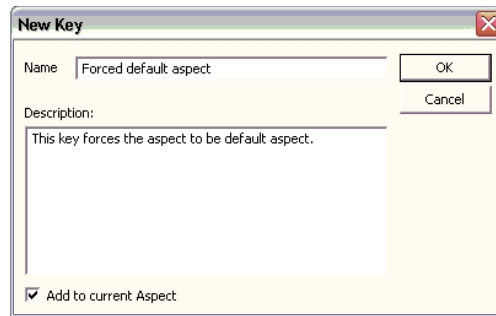 New Key
Name Forced default aspect
OK
Cancel
Description:
This key forces the aspect to be default aspect.
Add to current Aspect